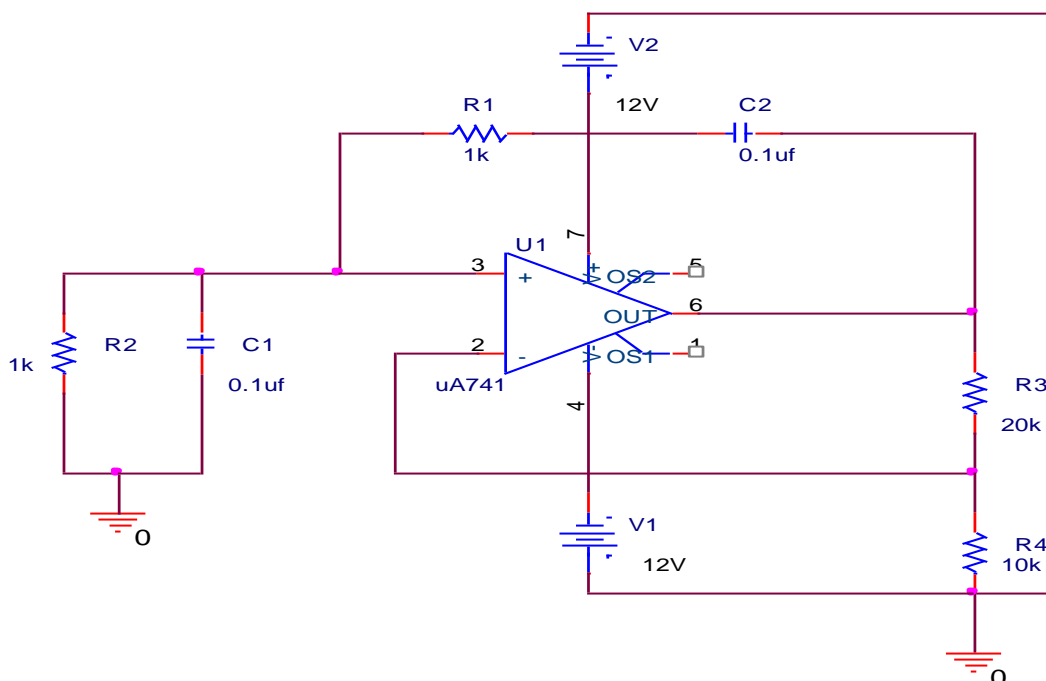 V2
R1
12V
C2
1k
0.1uf
7
U1
3
+
V+
OS2
5
OUT
6
R2
C1
2
-
V-
OS1
1
1k
0.1uf
uA741
4
R3
20k
V1
12V
R4
10k
0
0